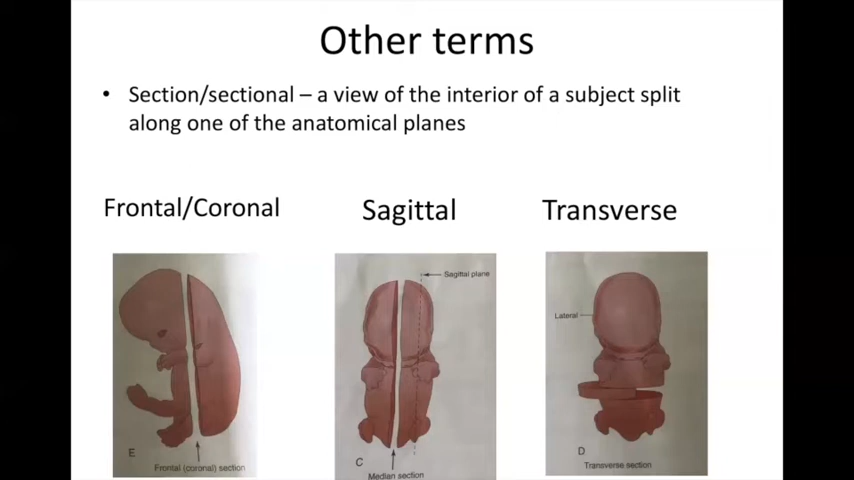 Other terms
• Section/sectional – a view of the interior of a subject split
along one of the anatomical planes
Frontal/Coronal
Sagittal
Transverse
E
Frontal (coronal) section
Sagittal plane
C
Median section
Lateral
D
Transverse section